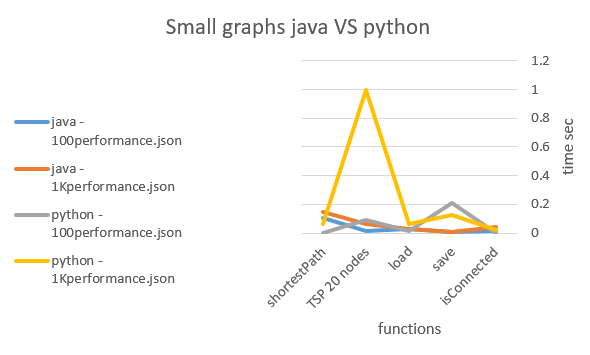 Small graphs java VS python
java -
100performance.json
java -
1Kperformance.json
python -
100performance.json
python -
1Kperformance.json
1.2
1
0.8
0.6
0.4
0.2
0
time sec
shortestPath
TSP 20 nodes
load
save
isConnected
functions